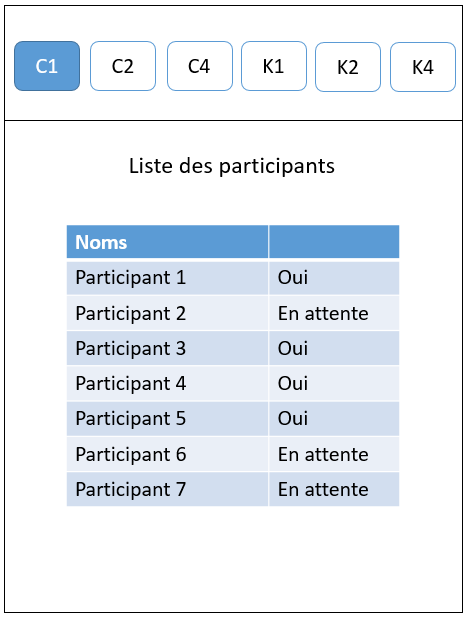 C1 C2 C4 K1 K2 K4
Liste des participants
Noms
Participant 1 Oui
Participant 2 En attente
Participant 3 Oui
Participant 4 Oui
Participant 5 Oui
Participant 6 En attente
Participant 7 En attente